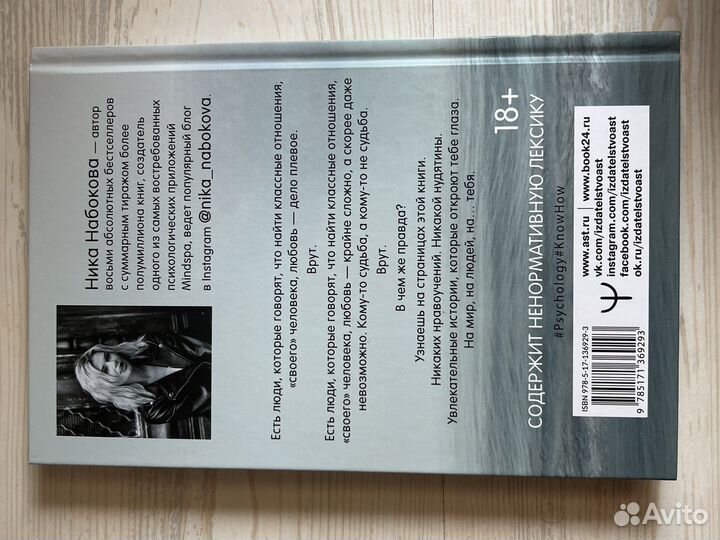 Ника Набокова — автор
восьми абсолютных бестселлеров
с суммарным тиражом более
полумиллиона книг, создатель
одного из самых востребованных
психологических приложений
Mindspa, ведет популярный блог
в Instagram @nika_nabokova.
Есть люди, которые говорят, что найти классные отношения,
«своего» человека, любовь — дело плевое.
Врут.
Есть люди, которые говорят, что найти классные отношения,
«своего» человека, любовь — крайне сложно, а скорее даже
невозможно. Кому-то судьба, а кому-то не судьба.
Врут.
В чем же правда?
Узнаешь на страницах этой книги.
Никаких нравоучений. Никакой нудятины.
Увлекательные истории, которые откроют тебе глаза.
На мир, на людей, на... тебя.
18+
СОДЕРЖИТ НЕНОРМАТИВНУЮ ЛЕКСИКУ
#Psychology#KnowHow
www.ast.ru | www.book24.ru
vk.com/izdatelstvoast
instagram.com/izdatelstvoast
facebook.com/izdatelstvoast
ok.ru/izdatelstvoast
ISBN 978-5-17-136929-3
9 785171 369293
Avito